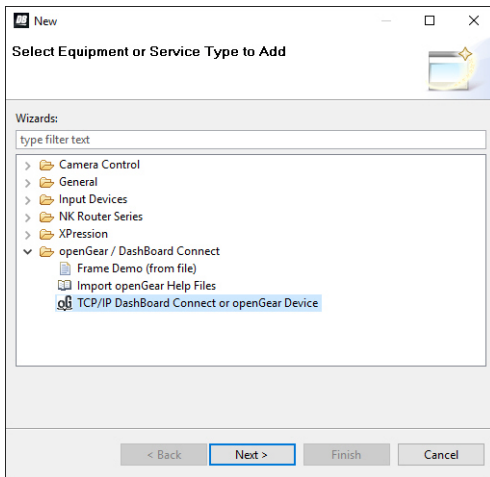 DB New
Select Equipment or Service Type to Add
Wizards:
type filter text
Camera Control
General
Input Devices
NK Router Series
XPression
openGear / DashBoard Connect
Frame Demo (from file)
Import openGear Help Files
oG TCP/IP DashBoard Connect or openGear Device
< Back Next > Finish Cancel